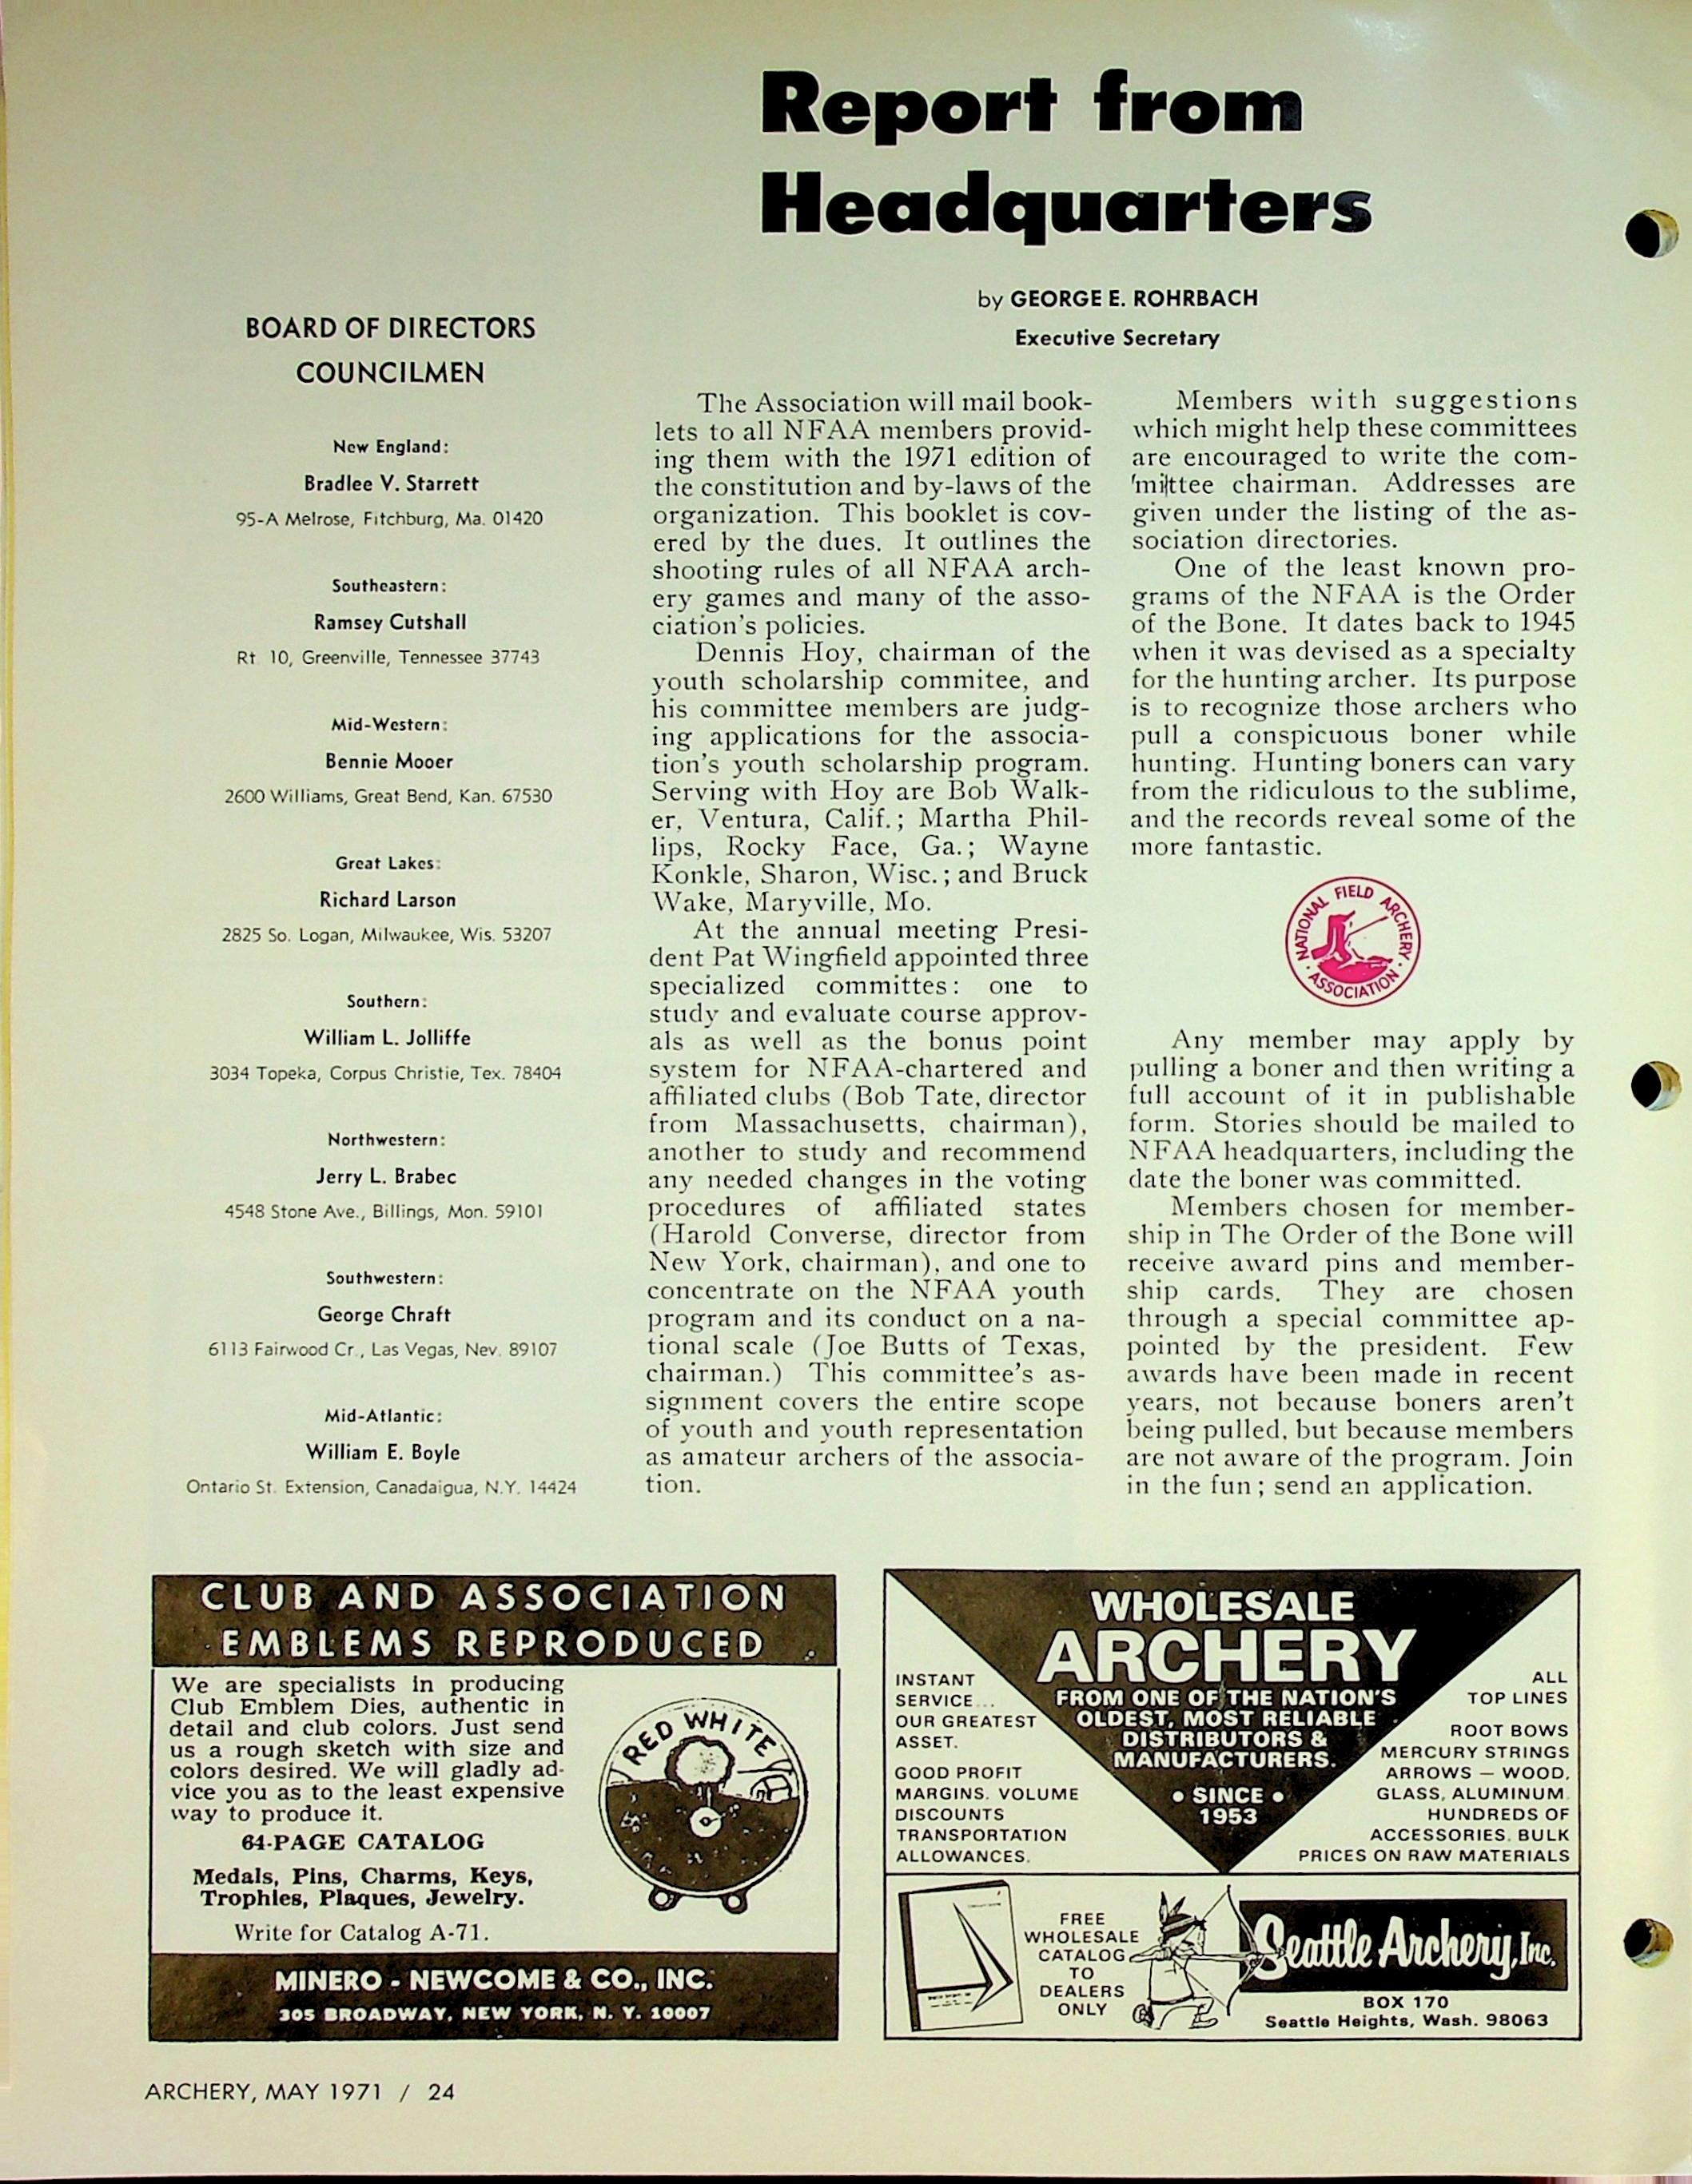 Report from
Headquarters
by GEORGE E. ROHRBACH
Executive Secretary
BOARD OF DIRECTORS
COUNCILMEN
New England:
Bradlee V. Starrett
95-A Melrose, Fitchburg, Ma. 01420
Southeastern:
Ramsey Cutshall
Rt 10, Greenville, Tennessee 37743
Mid-Western:
Bennie Mooer
2600 Williams, Great Bend, Kan. 67530
Great Lakes:
Richard Larson
2825 So. Logan, Milwaukee, Wis. 53207
Southern:
William L. Jolliffe
3034 Topeka, Corpus Christie, Tex. 78404
Northwestern:
Jerry L. Brabec
4548 Stone Ave., Billings, Mon. 59101
Southwestern:
George Chraft
6113 Fairwood Cr., Las Vegas, Nev. 89107
Mid-Atlantic:
William E. Boyle
Ontario St. Extension, Canadaigua, N.Y. 14424
The Association will mail book-
lets to all NFAA members provid-
ing them with the 1971 edition of
the constitution and by-laws of the
organization. This booklet is cov-
ered by the dues. It outlines the
shooting rules of all NFAA arch-
ery games and many of the asso-
ciation's policies.
Dennis Hoy, chairman of the
youth scholarship commitee, and
his committee members are judg-
ing applications for the associa-
tion's youth scholarship program.
Serving with Hoy are Bob Walk-
er, Ventura, Calif.; Martha Phil-
lips, Rocky Face, Ga.; Wayne
Konkle, Sharon, Wisc.; and Bruck
Wake, Maryville, Mo.
At the annual meeting Presi-
dent Pat Wingfield appointed three
specialized committes: one to
study and evaluate course approv-
als as well as the bonus point
system for NFAA-chartered and
affiliated clubs (Bob Tate, director
from Massachusetts, chairman),
another to study and recommend
any needed changes in the voting
procedures of affiliated states
(Harold Converse, director from
New York, chairman), and one to
concentrate on the NFAA youth
program and its conduct on a na-
tional scale (Joe Butts of Texas,
chairman.) This committee's as-
signment covers the entire scope
of youth and youth representation
as amateur archers of the associa-
tion.
Members with suggestions
which might help these committees
are encouraged to write the com-
mittee chairman. Addresses are
given under the listing of the as-
sociation directories.
One of the least known pro-
grams of the NFAA is the Order
of the Bone. It dates back to 1945
when it was devised as a specialty
for the hunting archer. Its purpose
is to recognize those archers who
pull a conspicuous boner while
hunting. Hunting boners can vary
from the ridiculous to the sublime,
and the records reveal some of the
more fantastic.
NATIONAL FIELD ARCHERY
· ASSOCIATION ·
Any member may apply by
pulling a boner and then writing a
full account of it in publishable
form. Stories should be mailed to
NFAA headquarters, including the
date the boner was committed.
Members chosen for member-
ship in The Order of the Bone will
receive award pins and member-
ship cards. They are chosen
through a special committee ap-
pointed by the president. Few
awards have been made in recent
years, not because boners aren't
being pulled, but because members
are not aware of the program. Join
in the fun; send an application.
CLUB AND ASSOCIATION
EMBLEMS REPRODUCED
We are specialists in producing
Club Emblem Dies, authentic in
detail and club colors. Just send
us a rough sketch with size and
colors desired. We will gladly ad-
vice you as to the least expensive
way to produce it.
64-PAGE CATALOG
Medals, Pins, Charms, Keys,
Trophies, Plaques, Jewelry.
Write for Catalog A-71.
RED WHITE
MINERO - NEWCOME & CO., INC.
305 BROADWAY, NEW YORK, N. Y. 10007
WHOLESALE
ARCHERY
FROM ONE OF THE NATION'S
OLDEST, MOST RELIABLE
DISTRIBUTORS &
MANUFACTURERS.
• SINCE •
1953
INSTANT
SERVICE...
OUR GREATEST
ASSET.
GOOD PROFIT
MARGINS. VOLUME
DISCOUNTS
TRANSPORTATION
ALLOWANCES.
ALL
TOP LINES
ROOT BOWS
MERCURY STRINGS
ARROWS — WOOD,
GLASS, ALUMINUM.
HUNDREDS OF
ACCESSORIES. BULK
PRICES ON RAW MATERIALS
FREE
WHOLESALE
CATALOG
TO
DEALERS
ONLY
Seattle Archery, Inc.
BOX 170
Seattle Heights, Wash. 98063
ARCHERY, MAY 1971 / 24